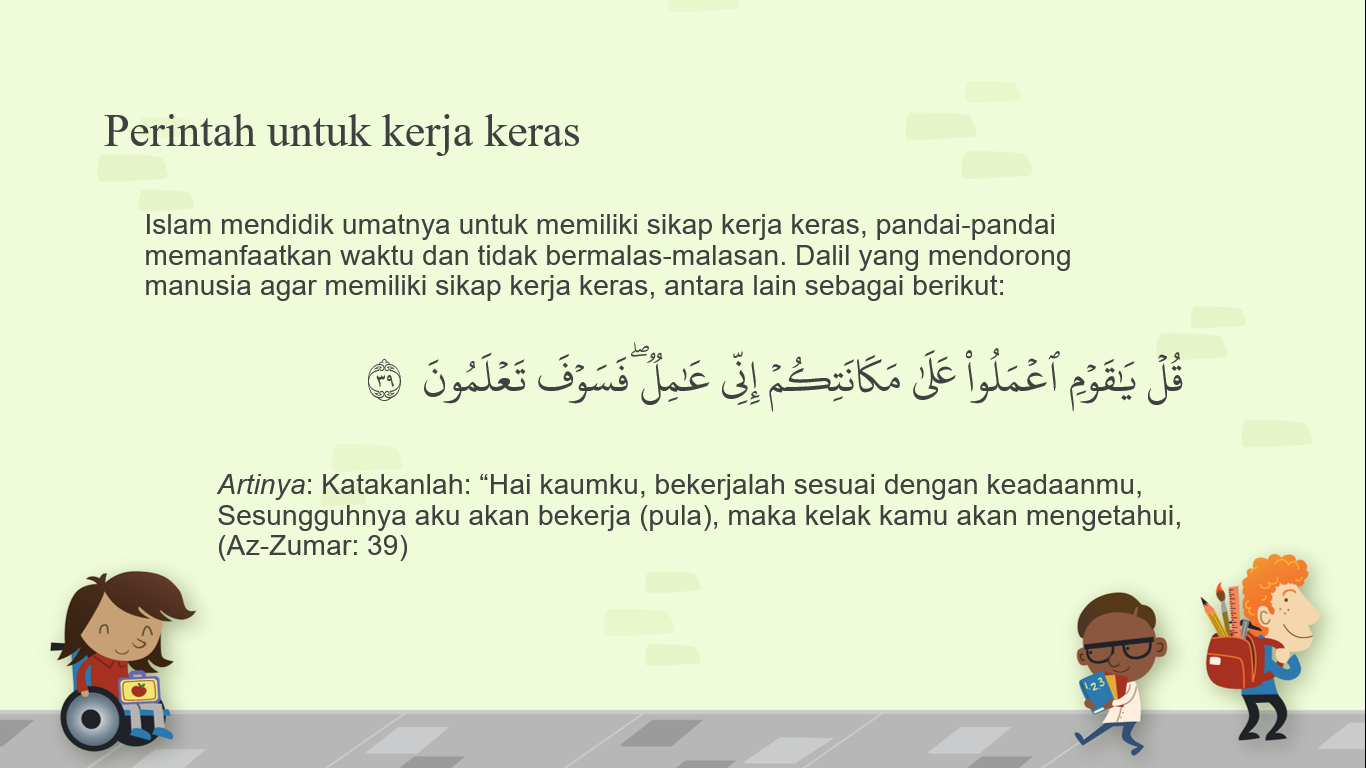 Perintah untuk kerja keras
Islam mendidik umatnya untuk memiliki sikap kerja keras, pandai-pandai
memanfaatkan waktu dan tidak bermalas-malasan. Dalil yang mendorong
manusia agar memiliki sikap kerja keras, antara lain sebagai berikut:
قُلۡ يَـٰقَوۡمِ ٱعۡمَلُواْ عَلَىٰ مَكَانَتِكُمۡ إِنِّى عَـٰمِلٌۭ ۖ فَسَوۡفَ تَعۡلَمُونَ ٣٩
Artinya: Katakanlah: “Hai kaumku, bekerjalah sesuai dengan keadaanmu,
Sesungguhnya aku akan bekerja (pula), maka kelak kamu akan mengetahui,
(Az-Zumar: 39)
1,2,3